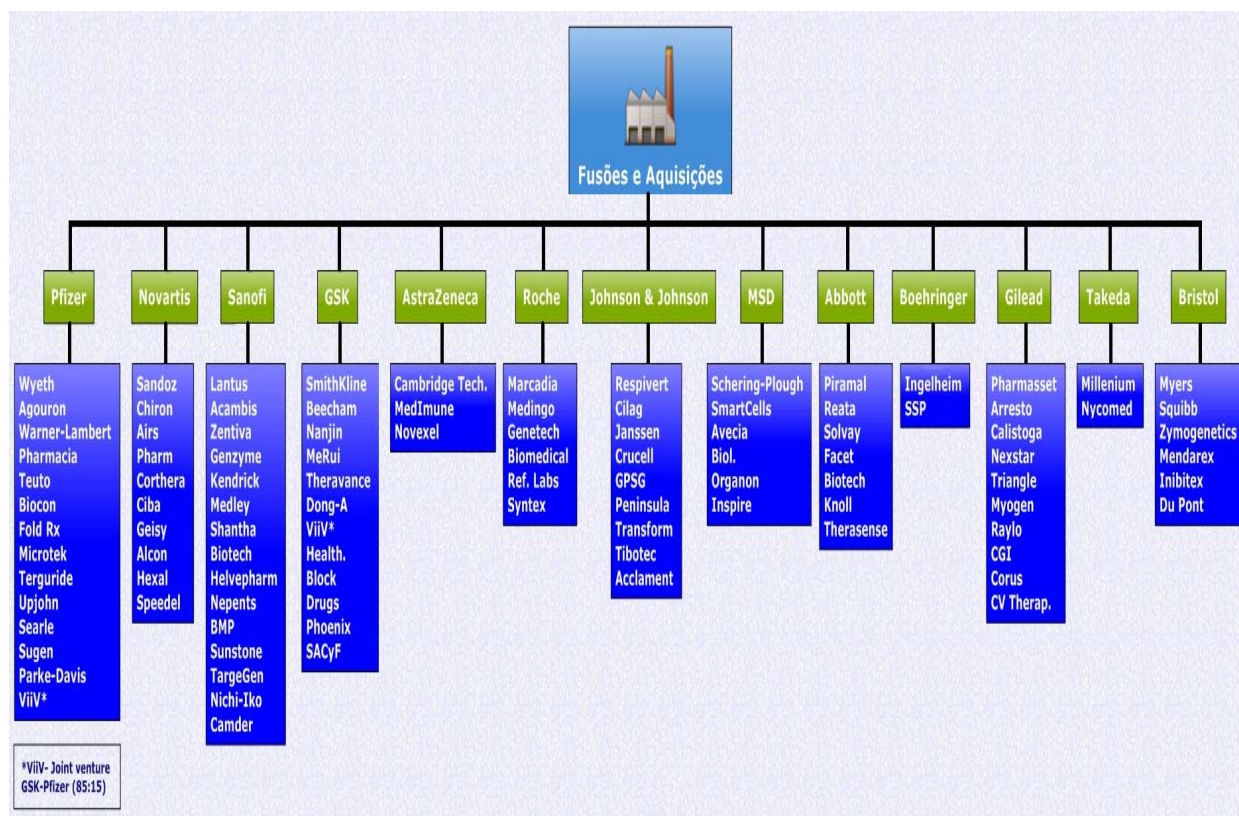 Fusões e Aquisições
Pfizer
Novartis
Sanofi
GSK
AstraZeneca
Roche
Johnson & Johnson
MSD
Abbott
Boehringer
Gilead
Takeda
Bristol
Wyeth
Agouron
Warner-Lambert
Pharmacia
Teuto
Biocon
Fold Rx
Microtek
Terguride
Upjohn
Searle
Sugen
Parke-Davis
ViiV*
Sandoz
Chiron
Airs
Pharm
Corthera
Ciba
Geisy
Alcon
Hexal
Speedel
Lantus
Acambis
Zentiva
Genzyme
Kendrick
Medley
Shantha
Biotech
Helvepharm
Nepents
BMP
Sunstone
TargeGen
Nichi-Iko
Camder
SmithKline
Beecham
Nanjin
MeRui
Theravance
Dong-A
ViiV*
Health.
Block
Drugs
Phoenix
SACyF
Cambridge Tech.
MedImune
Novexel
Marcadia
Medingo
Genetech
Biomedical
Ref. Labs
Syntex
Respivert
Cilag
Janssen
Crucell
GPSG
Peninsula
Transform
Tibotec
Acclament
Schering-Plough
SmartCells
Avecia
Biol.
Organon
Inspire
Piramal
Reata
Solvay
Facet
Biotech
Knoll
Therasense
Ingelheim
SSP
Pharmasset
Arresto
Calistoga
Nexstar
Triangle
Myogen
Raylo
CGI
Corus
CV Therap.
Millenium
Nycomed
Myers
Squibb
Zymogenetics
Mendarex
Inibitex
Du Pont
*ViiV- Joint venture
GSK-Pfizer (85:15)